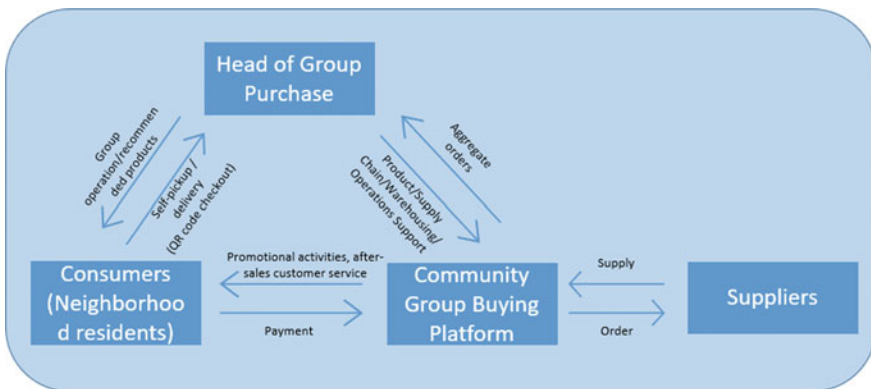 Head of Group
Purchase
Group
operation/recommen
ded products
Self-pickup /
delivery
(QR code checkout)
Aggregate
orders
Product/Supply
Chain/Warehousing/
Operations Support
Consumers
(Neighborhoo
d residents)
Promotional activities, after-
sales customer service
Payment
Community
Group Buying
Platform
Supply
Order
Suppliers